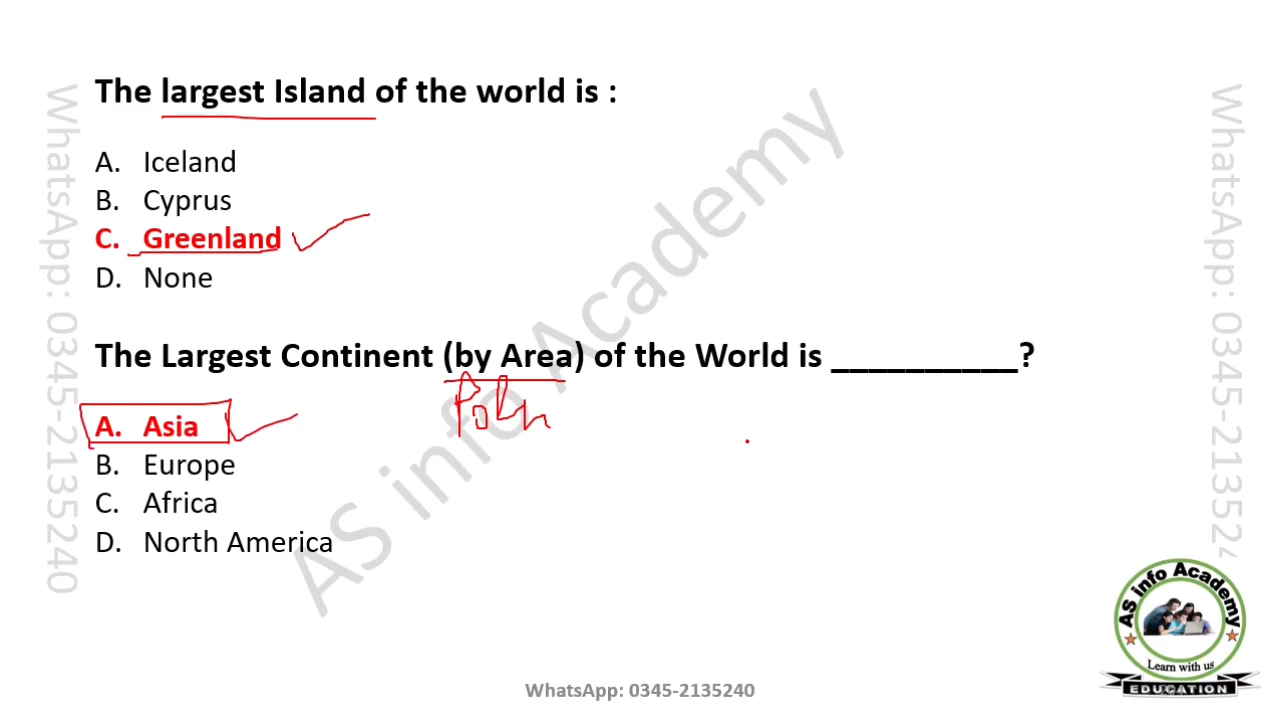 The largest Island of the world is :
A. Iceland
B. Cyprus
C. Greenland
D. None
The Largest Continent (by Area) of the World is __________?
A. Asia
B. Europe
C. Africa
D. North America
AS info Academy
WhatsApp: 0345-2135240
WhatsApp: 0345-213524
AS info Academy
Learn with us
EDUCATION
WhatsApp: 0345-2135240